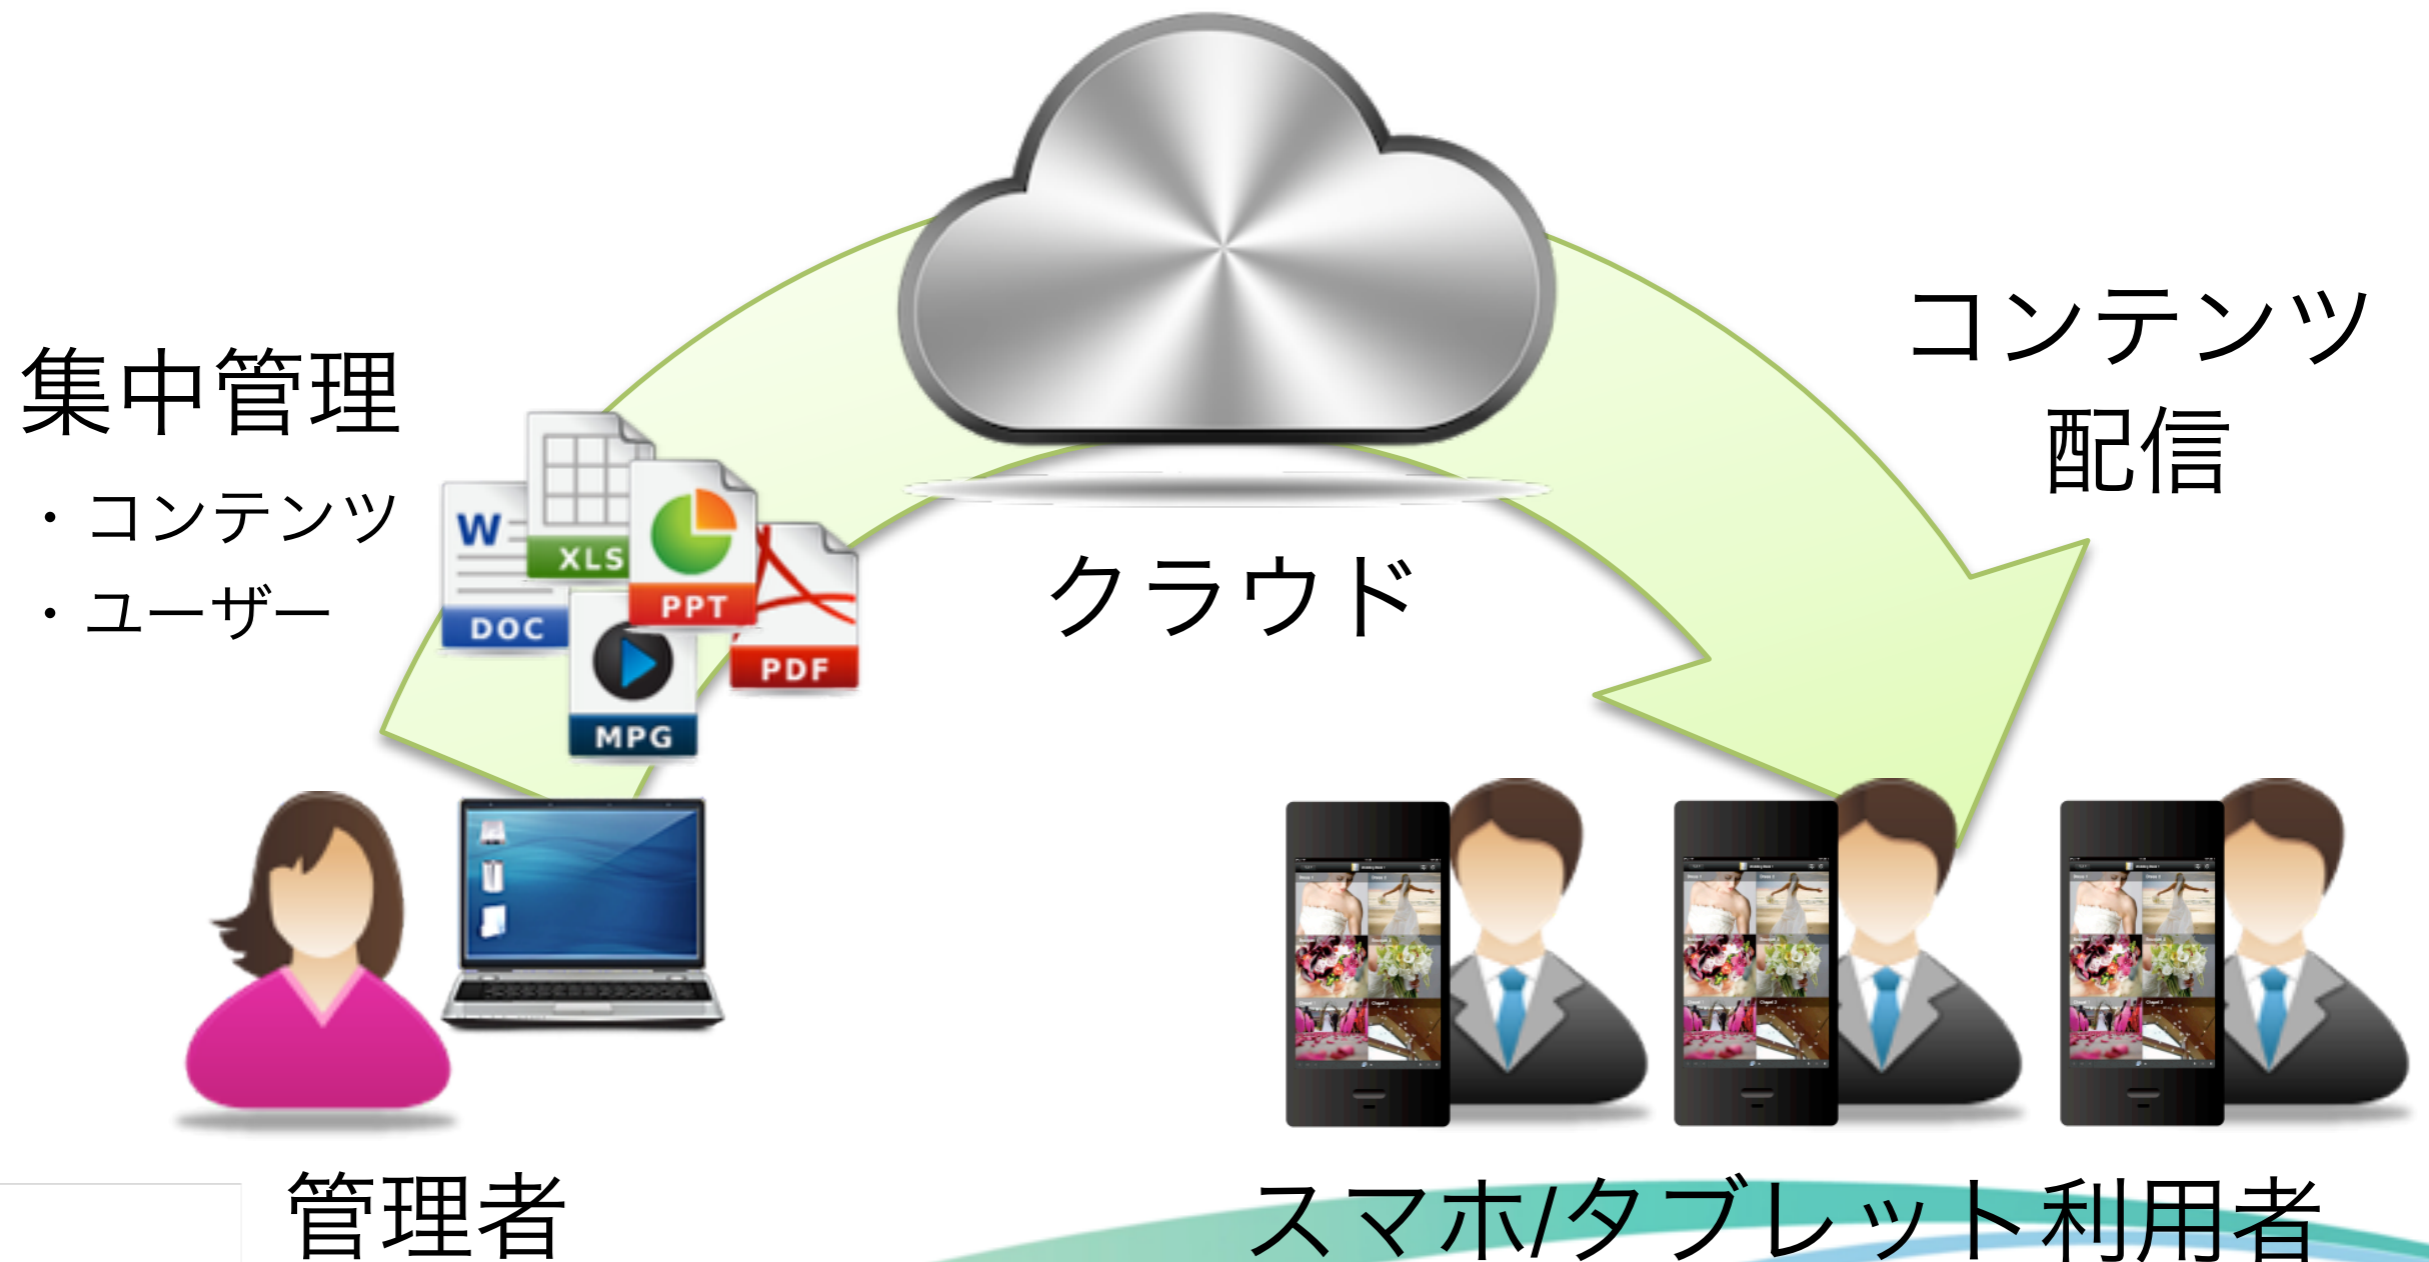 集中管理
・コンテンツ
・ユーザー
DOC
W
XLS
PPT
PDF
MPG
クラウド
コンテンツ
配信
管理者
スマホ/タブレット利用者